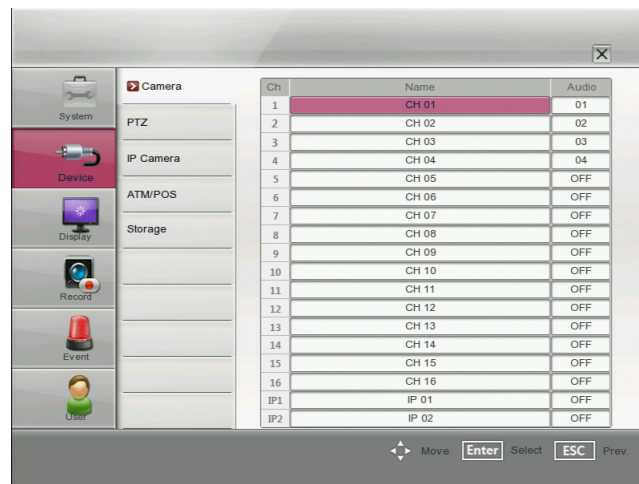 System
Device
Display
Record
Event
User
Camera
PTZ
IP Camera
ATM/POS
Storage
Ch Name Audio
1 CH 01 01
2 CH 02 02
3 CH 03 03
4 CH 04 04
5 CH 05 OFF
6 CH 06 OFF
7 CH 07 OFF
8 CH 08 OFF
9 CH 09 OFF
10 CH 10 OFF
11 CH 11 OFF
12 CH 12 OFF
13 CH 13 OFF
14 CH 14 OFF
15 CH 15 OFF
16 CH 16 OFF
IP1 IP 01 OFF
IP2 IP 02 OFF
Move Enter Select ESC Prev.